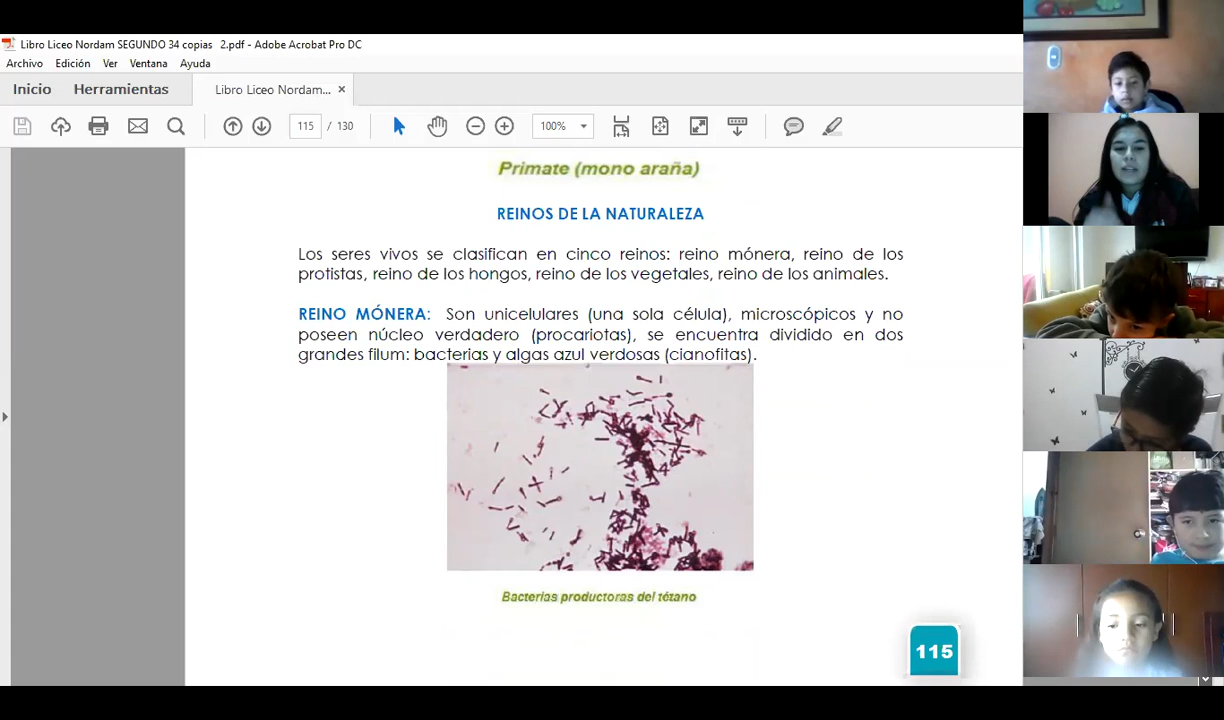 Libro Liceo Nordam SEGUNDO 34 copias 2.pdf - Adobe Acrobat Pro DC
Archivo Edición Ver Ventana Ayuda
Inicio Herramientas Libro Liceo Nordam... ×
115 / 130 100%
Primate (mono araña)
REINOS DE LA NATURALEZA
Los seres vivos se clasifican en cinco reinos: reino mónera, reino de los
protistas, reino de los hongos, reino de los vegetales, reino de los animales.
REINO MÓNERA: Son unicelulares (una sola célula), microscópicos y no
poseen núcleo verdadero (procariotas), se encuentra dividido en dos
grandes filum: bacterias y algas azul verdosas (cianofitas).
Bacterias productoras del tétano
115